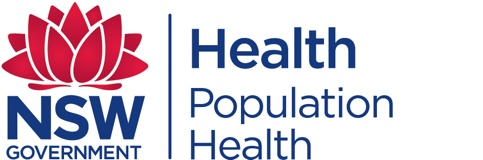 NSW
GOVERNMENT
Health
Population
Health